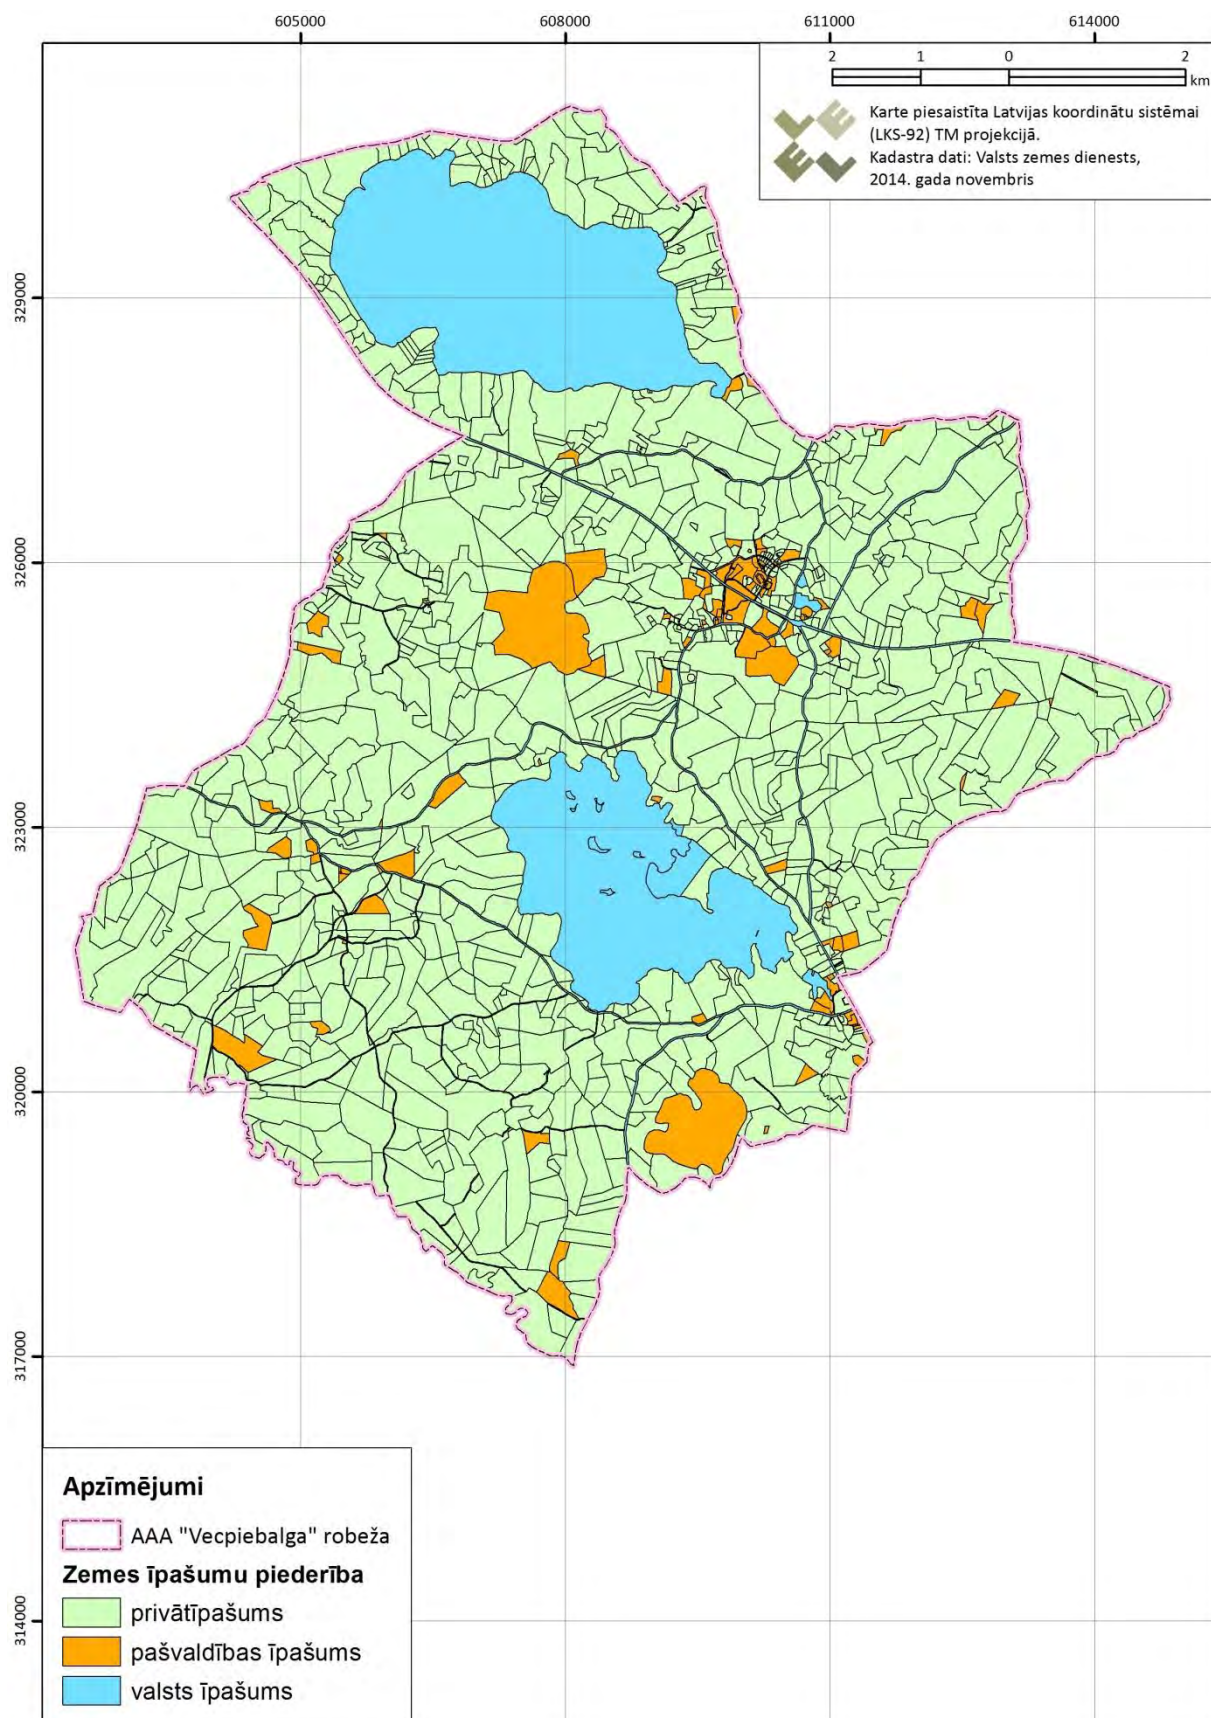 605000 608000 611000 614000
2 1 0 2
km
Karte piesaistīta Latvijas koordinātu sistēmai
(LKS-92) TM projekcijā.
Kadastra dati: Valsts zemes dienests,
2014. gada novembris
329000
326000
323000
320000
317000
314000
Apzīmējumi
AAA "Vecpiebalga" robeža
Zemes īpašumu piederība
privātīpašums
pašvaldības īpašums
valsts īpašums